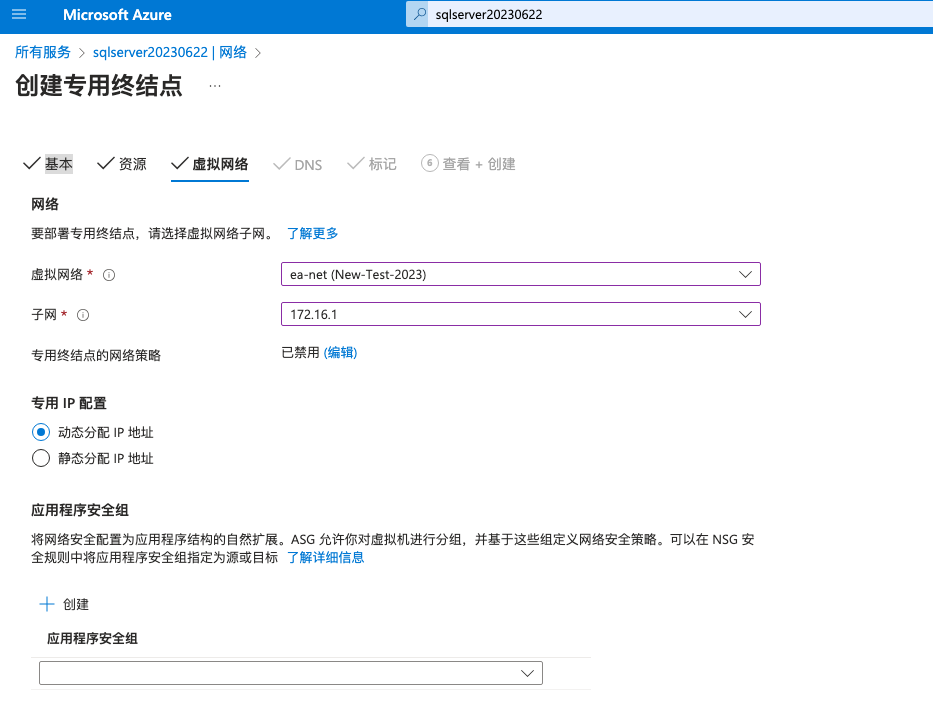 Microsoft Azure
sqlserver20230622
所有服务 > sqlserver20230622 | 网络 >
创建专用终结点 ...
基本 资源 虚拟网络 DNS 标记 6 查看 + 创建
网络
要部署专用终结点，请选择虚拟网络子网。 了解更多
虚拟网络 * ea-net (New-Test-2023)
子网 * 172.16.1
专用终结点的网络策略 已禁用 (编辑)
专用 IP 配置
动态分配 IP 地址
静态分配 IP 地址
应用程序安全组
将网络安全配置为应用程序结构的自然扩展。ASG 允许你对虚拟机进行分组，并基于这些组定义网络安全策略。可以在 NSG 安
全规则中将应用程序安全组指定为源或目标 了解详细信息
+ 创建
应用程序安全组